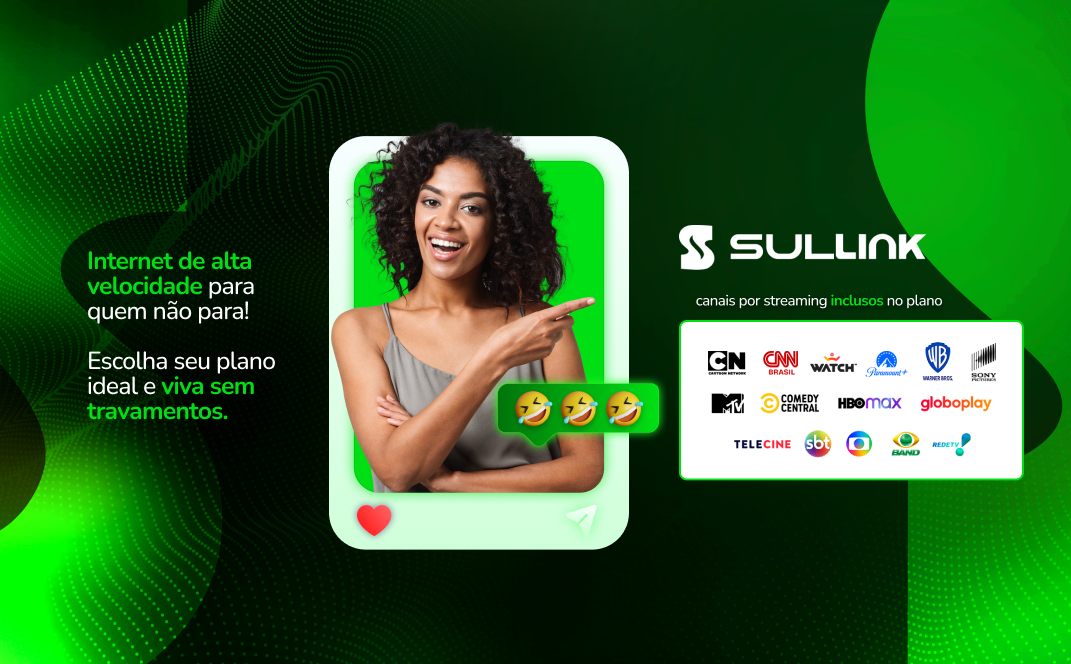 Internet de alta
velocidade para
quem não para!
Escolha seu plano
ideal e viva sem
travamentos.
SULLINK
canais por streaming inclusos no plano
CN
CARTOON NETWORK
CNN
BRASIL
WATCH
Paramount+
WB
WARNER BROS.
SONY
PICTURES
MTV
COMEDY
CENTRAL
HBOmax
globoplay
TELECINE
sbt
BAND
REDETV!